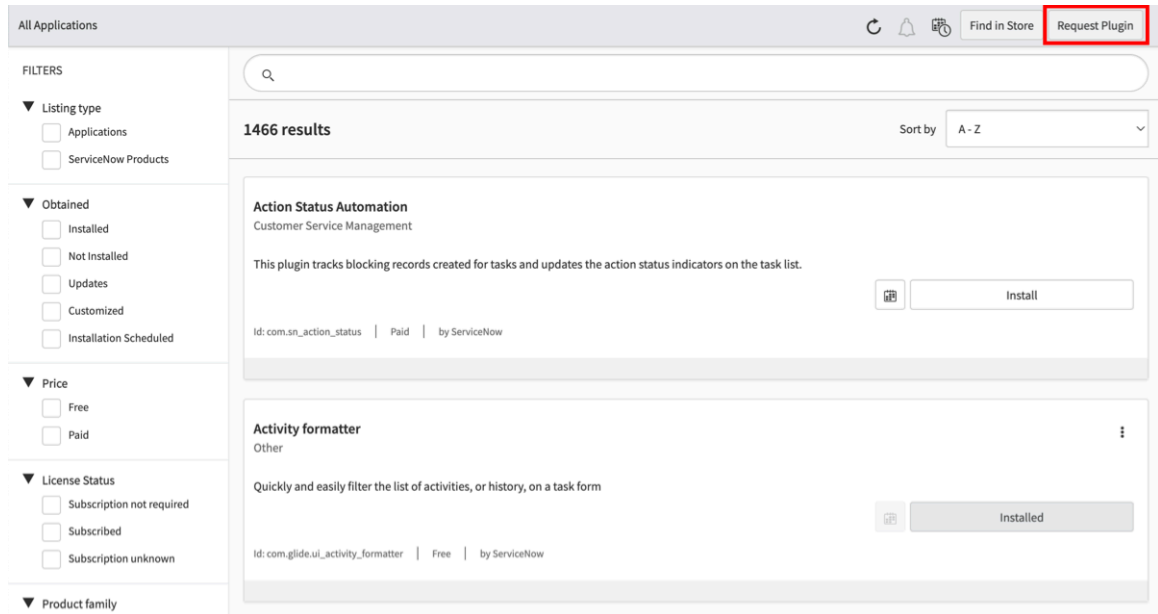 All Applications
Find in Store
Request Plugin
FILTERS
Listing type
Applications
ServiceNow Products
Obtained
Installed
Not Installed
Updates
Customized
Installation Scheduled
Price
Free
Paid
License Status
Subscription not required
Subscribed
Subscription unknown
Product family
1466 results
Sort by
A - Z
Action Status Automation
Customer Service Management
This plugin tracks blocking records created for tasks and updates the action status indicators on the task list.
Install
Id: com.sn_action_status | Paid | by ServiceNow
Activity formatter
Other
Quickly and easily filter the list of activities, or history, on a task form
Installed
Id: com.glide.ui_activity_formatter | Free | by ServiceNow